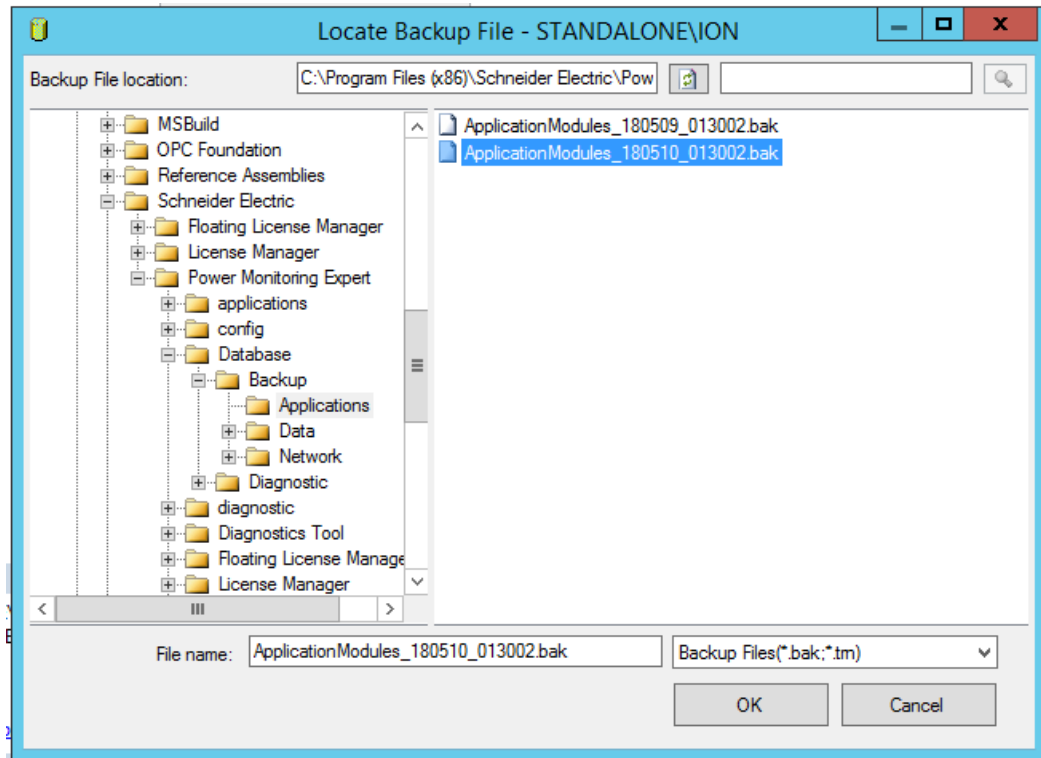 Locate Backup File - STANDALONE\ION
Backup File location:
C:\Program Files (x86)\Schneider Electric\Pow
MSBuild
OPC Foundation
Reference Assemblies
Schneider Electric
Floating License Manager
License Manager
Power Monitoring Expert
applications
config
Database
Backup
Applications
Data
Network
Diagnostic
diagnostic
Diagnostics Tool
Floating License Manage
License Manager
ApplicationModules_180509_013002.bak
ApplicationModules_180510_013002.bak
File name:
ApplicationModules_180510_013002.bak
Backup Files(*.bak;*.trn)
OK
Cancel